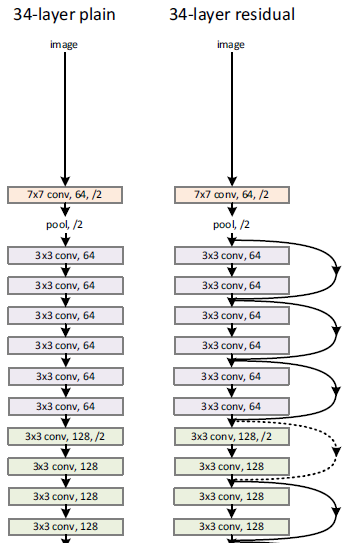 34-layer plain
image
7x7 conv, 64, /2
pool, /2
3x3 conv, 64
3x3 conv, 64
3x3 conv, 64
3x3 conv, 64
3x3 conv, 64
3x3 conv, 64
3x3 conv, 128, /2
3x3 conv, 128
3x3 conv, 128
3x3 conv, 128
34-layer residual
image
7x7 conv, 64, /2
pool, /2
3x3 conv, 64
3x3 conv, 64
3x3 conv, 64
3x3 conv, 64
3x3 conv, 64
3x3 conv, 64
3x3 conv, 128, /2
3x3 conv, 128
3x3 conv, 128
3x3 conv, 128